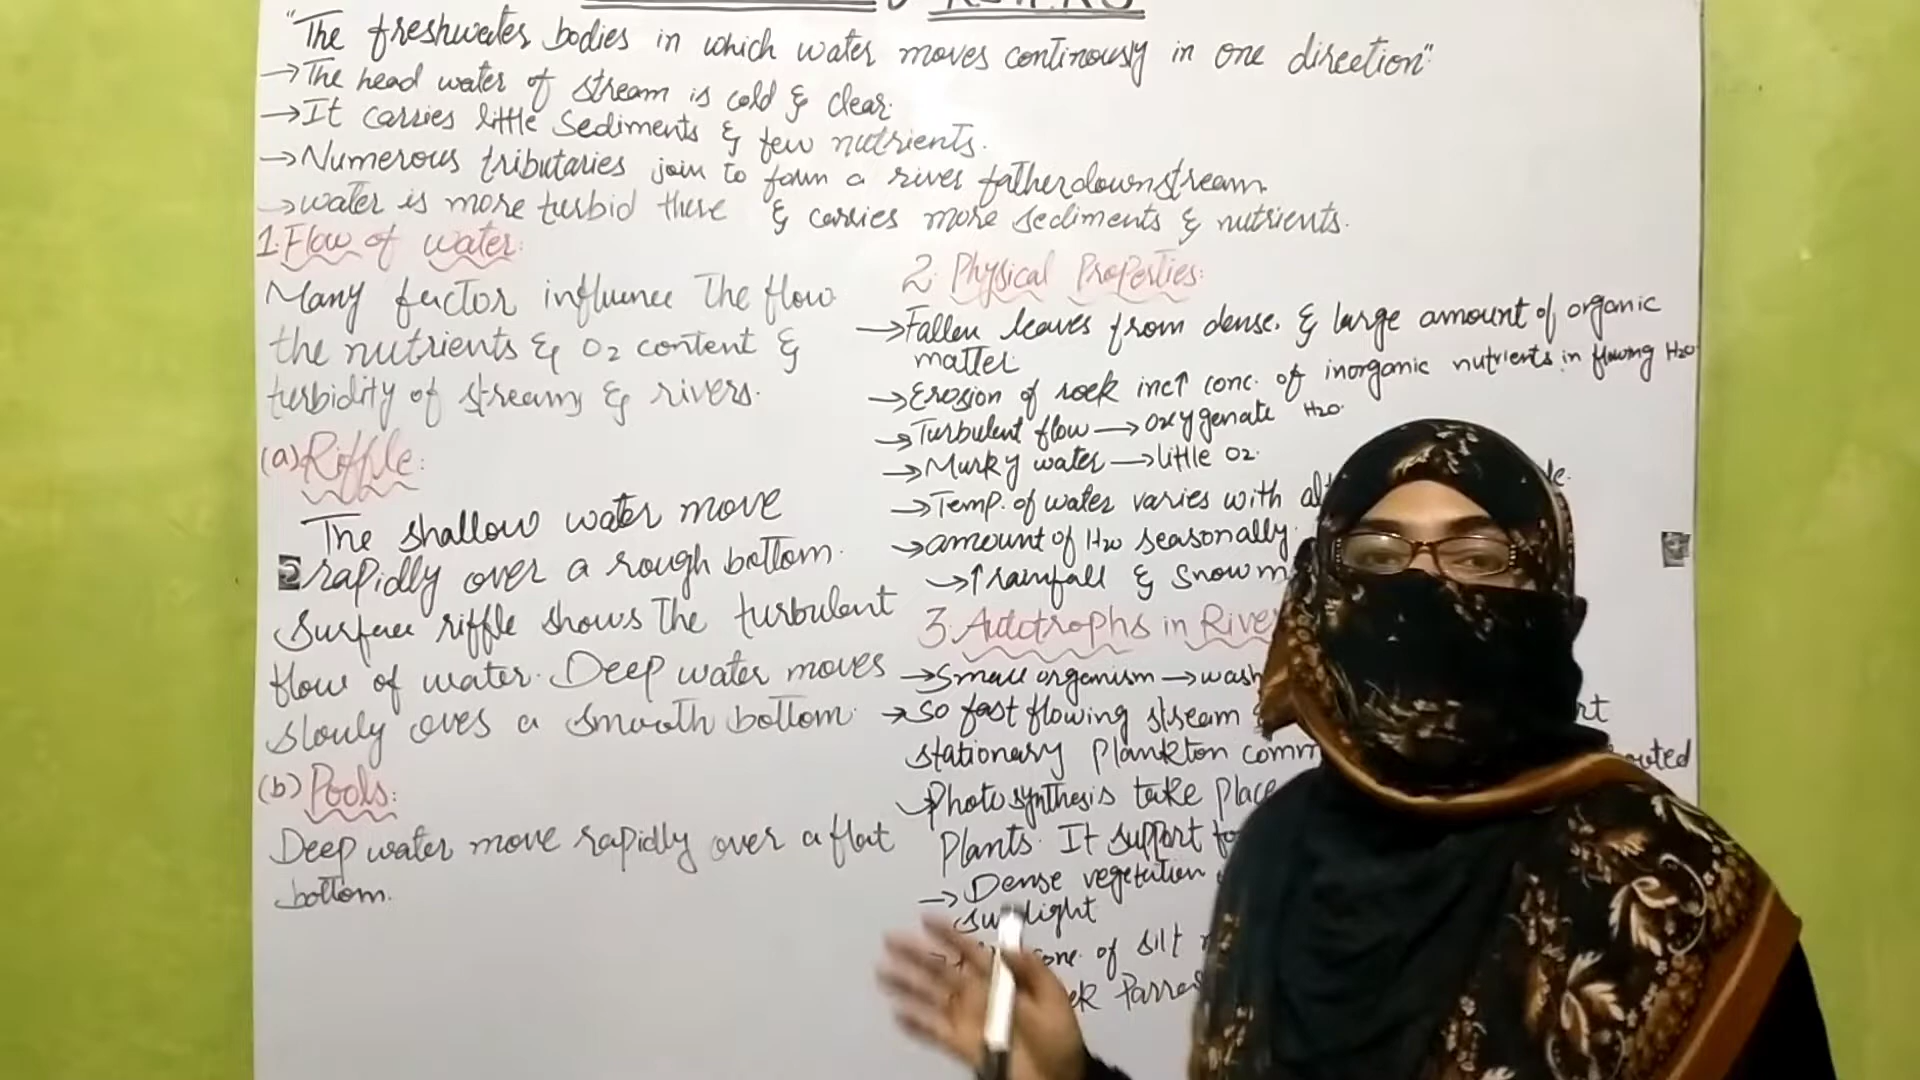 "The freshwater bodies in which water moves continously in one direction"
→The head water of stream is cold & clear.
→It carries little sediments & few nutrients.
→Numerous tributaries join to form a river fatherdownstream
→water is more turbid there & carries more sediments & nutrients.
1. Flow of water:
Many factor influence The flow
the nutrients & O2 content &
turbidity of streams & rivers.
(a) Riffle:
The shallow water move
rapidly over a rough bottom.
Surface riffle shows The turbulent
flow of water. Deep water moves
slowly over a smooth bottom.
(b) Pools:
Deep water move rapidly over a flat
bottom.
2. Physical Properties:
→Fallen leaves from dense. & large amount of organic
matter.
→Erosion of rock inc↑ conc. of inorganic nutrients in flowing H2O
→Turbulent flow → oxygenate H2O.
→Murky water → little O2.
→Temp. of water varies with
→amount of H2O seasonally.
→↑rainfall &
3. Autotrophs in
→Small organism →
→So fast flowing stream
stationary Plankton
→Photosynthesis take place
Plants. It support
→Dense vegetation
sunlight
of silt